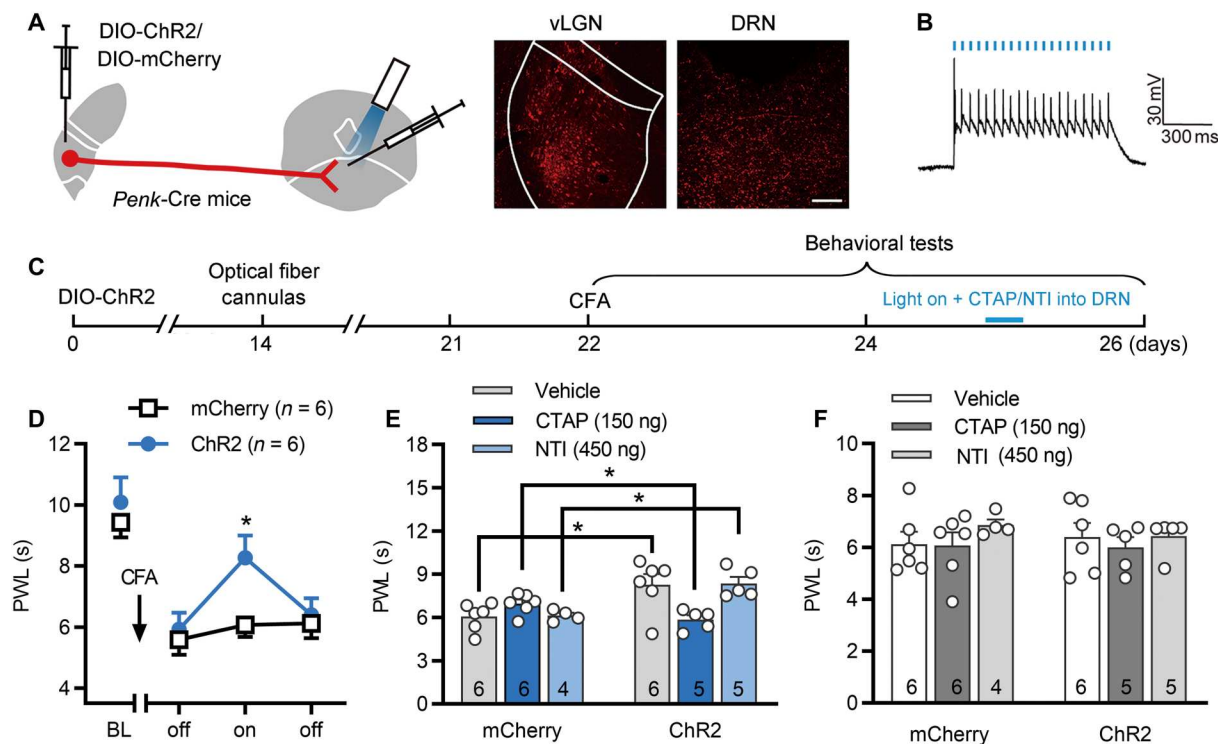 A
DIO-ChR2/
DIO-mCherry
Penk-Cre mice
vLGN
DRN
B
30 mV
300 ms
C
Behavioral tests
DIO-ChR2
Optical fiber
cannulas
CFA
Light on + CTAP/NTI into DRN
0
14
21
22
24
26 (days)
D
mCherry (n = 6)
ChR2 (n = 6)
12
10
8
6
4
PWL (s)
CFA
*
BL
off
on
off
E
Vehicle
CTAP (150 ng)
NTI (450 ng)
18
15
12
9
6
3
0
PWL (s)
*
*
*
6
6
4
6
5
5
mCherry
ChR2
F
Vehicle
CTAP (150 ng)
NTI (450 ng)
10
8
6
4
2
0
PWL (s)
6
6
4
6
5
5
mCherry
ChR2